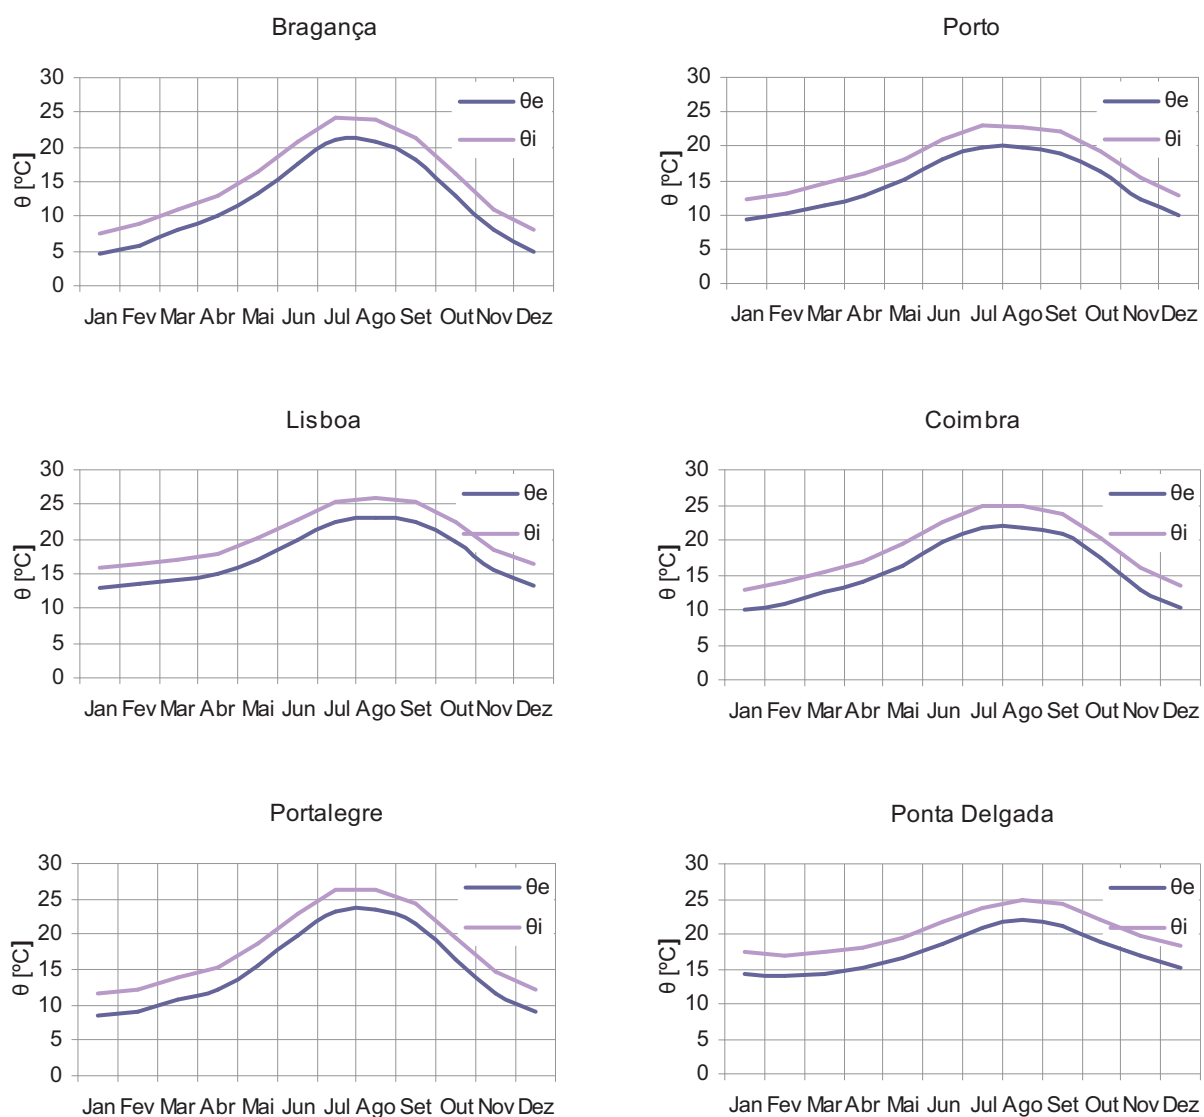 Bragança
30
25
20
15
10
5
0
θ [ºC]
θe
θi
Jan Fev Mar Abr Mai Jun Jul Ago Set Out Nov Dez
Porto
30
25
20
15
10
5
0
θ [ºC]
θe
θi
Jan Fev Mar Abr Mai Jun Jul Ago Set Out Nov Dez
Lisboa
30
25
20
15
10
5
0
θ [ºC]
θe
θi
Jan Fev Mar Abr Mai Jun Jul Ago Set Out Nov Dez
Coimbra
30
25
20
15
10
5
0
θ [ºC]
θe
θi
Jan Fev Mar Abr Mai Jun Jul Ago Set Out Nov Dez
Portalegre
30
25
20
15
10
5
0
θ [ºC]
θe
θi
Jan Fev Mar Abr Mai Jun Jul Ago Set Out Nov Dez
Ponta Delgada
30
25
20
15
10
5
0
θ [ºC]
θe
θi
Jan Fev Mar Abr Mai Jun Jul Ago Set Out Nov Dez